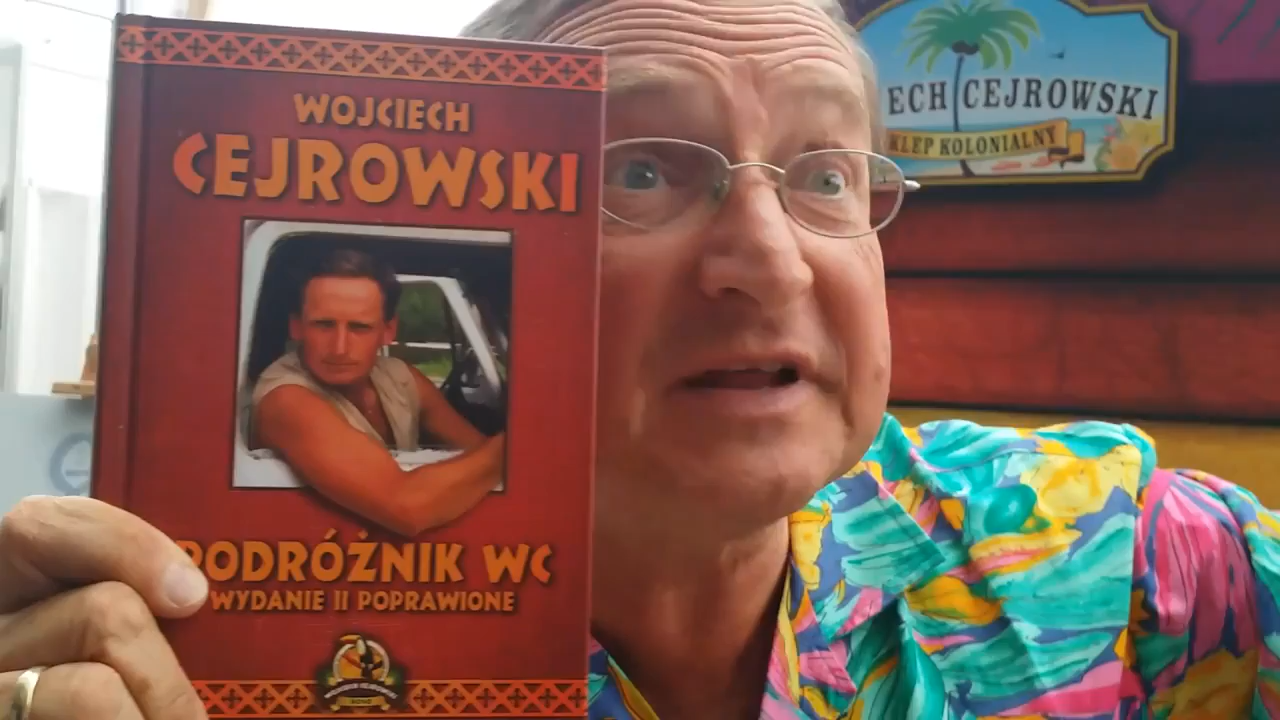 WOJCIECH
CEJROWSKI
PODRÓŻNIK WC
WYDANIE II POPRAWIONE
ECH CEJROWSKI
KLEP KOLONIALNY